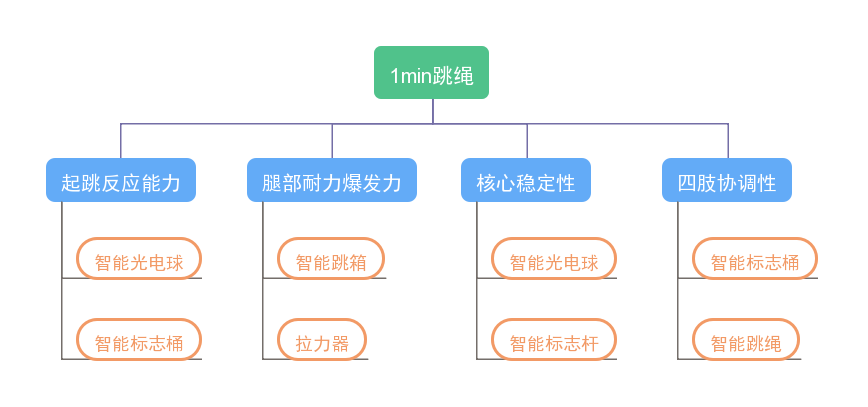 1min跳绳
起跳反应能力
腿部耐力爆发力
核心稳定性
四肢协调性
智能光电球
智能跳箱
智能光电球
智能标志桶
智能标志桶
拉力器
智能标志杆
智能跳绳